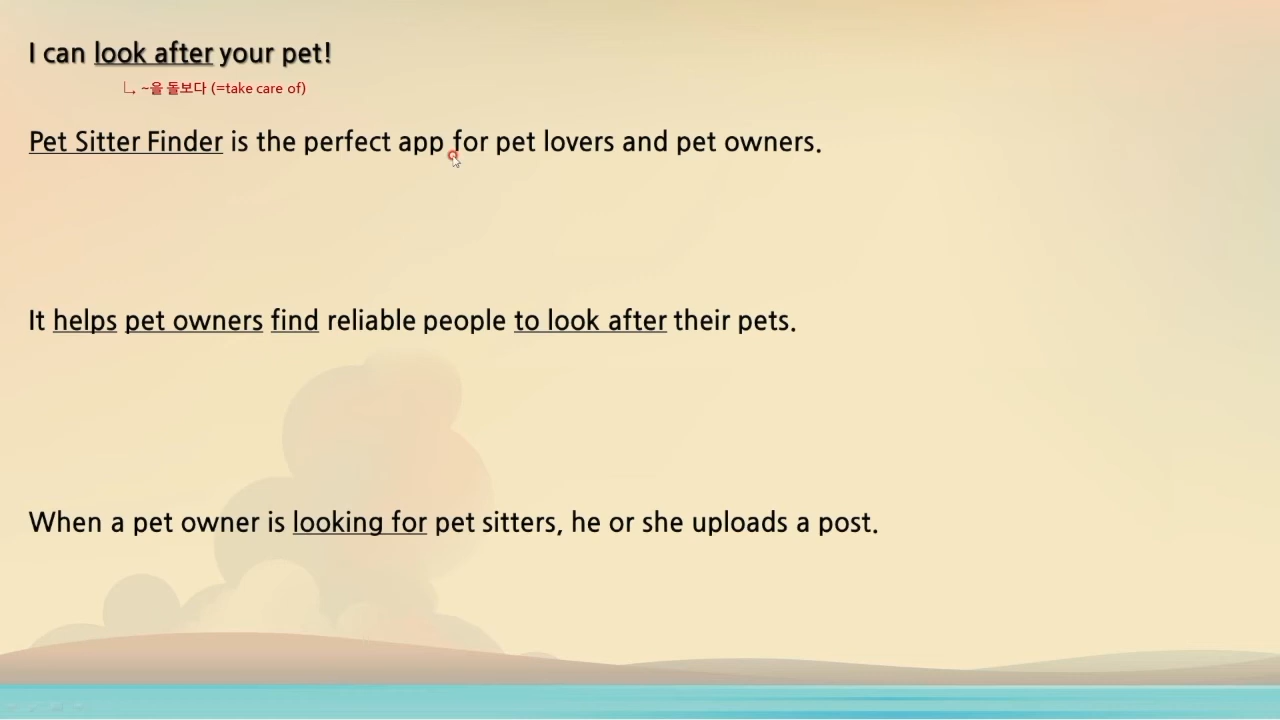 I can look after your pet!
~을 돌보다 (=take care of)
Pet Sitter Finder is the perfect app for pet lovers and pet owners.
It helps pet owners find reliable people to look after their pets.
When a pet owner is looking for pet sitters, he or she uploads a post.